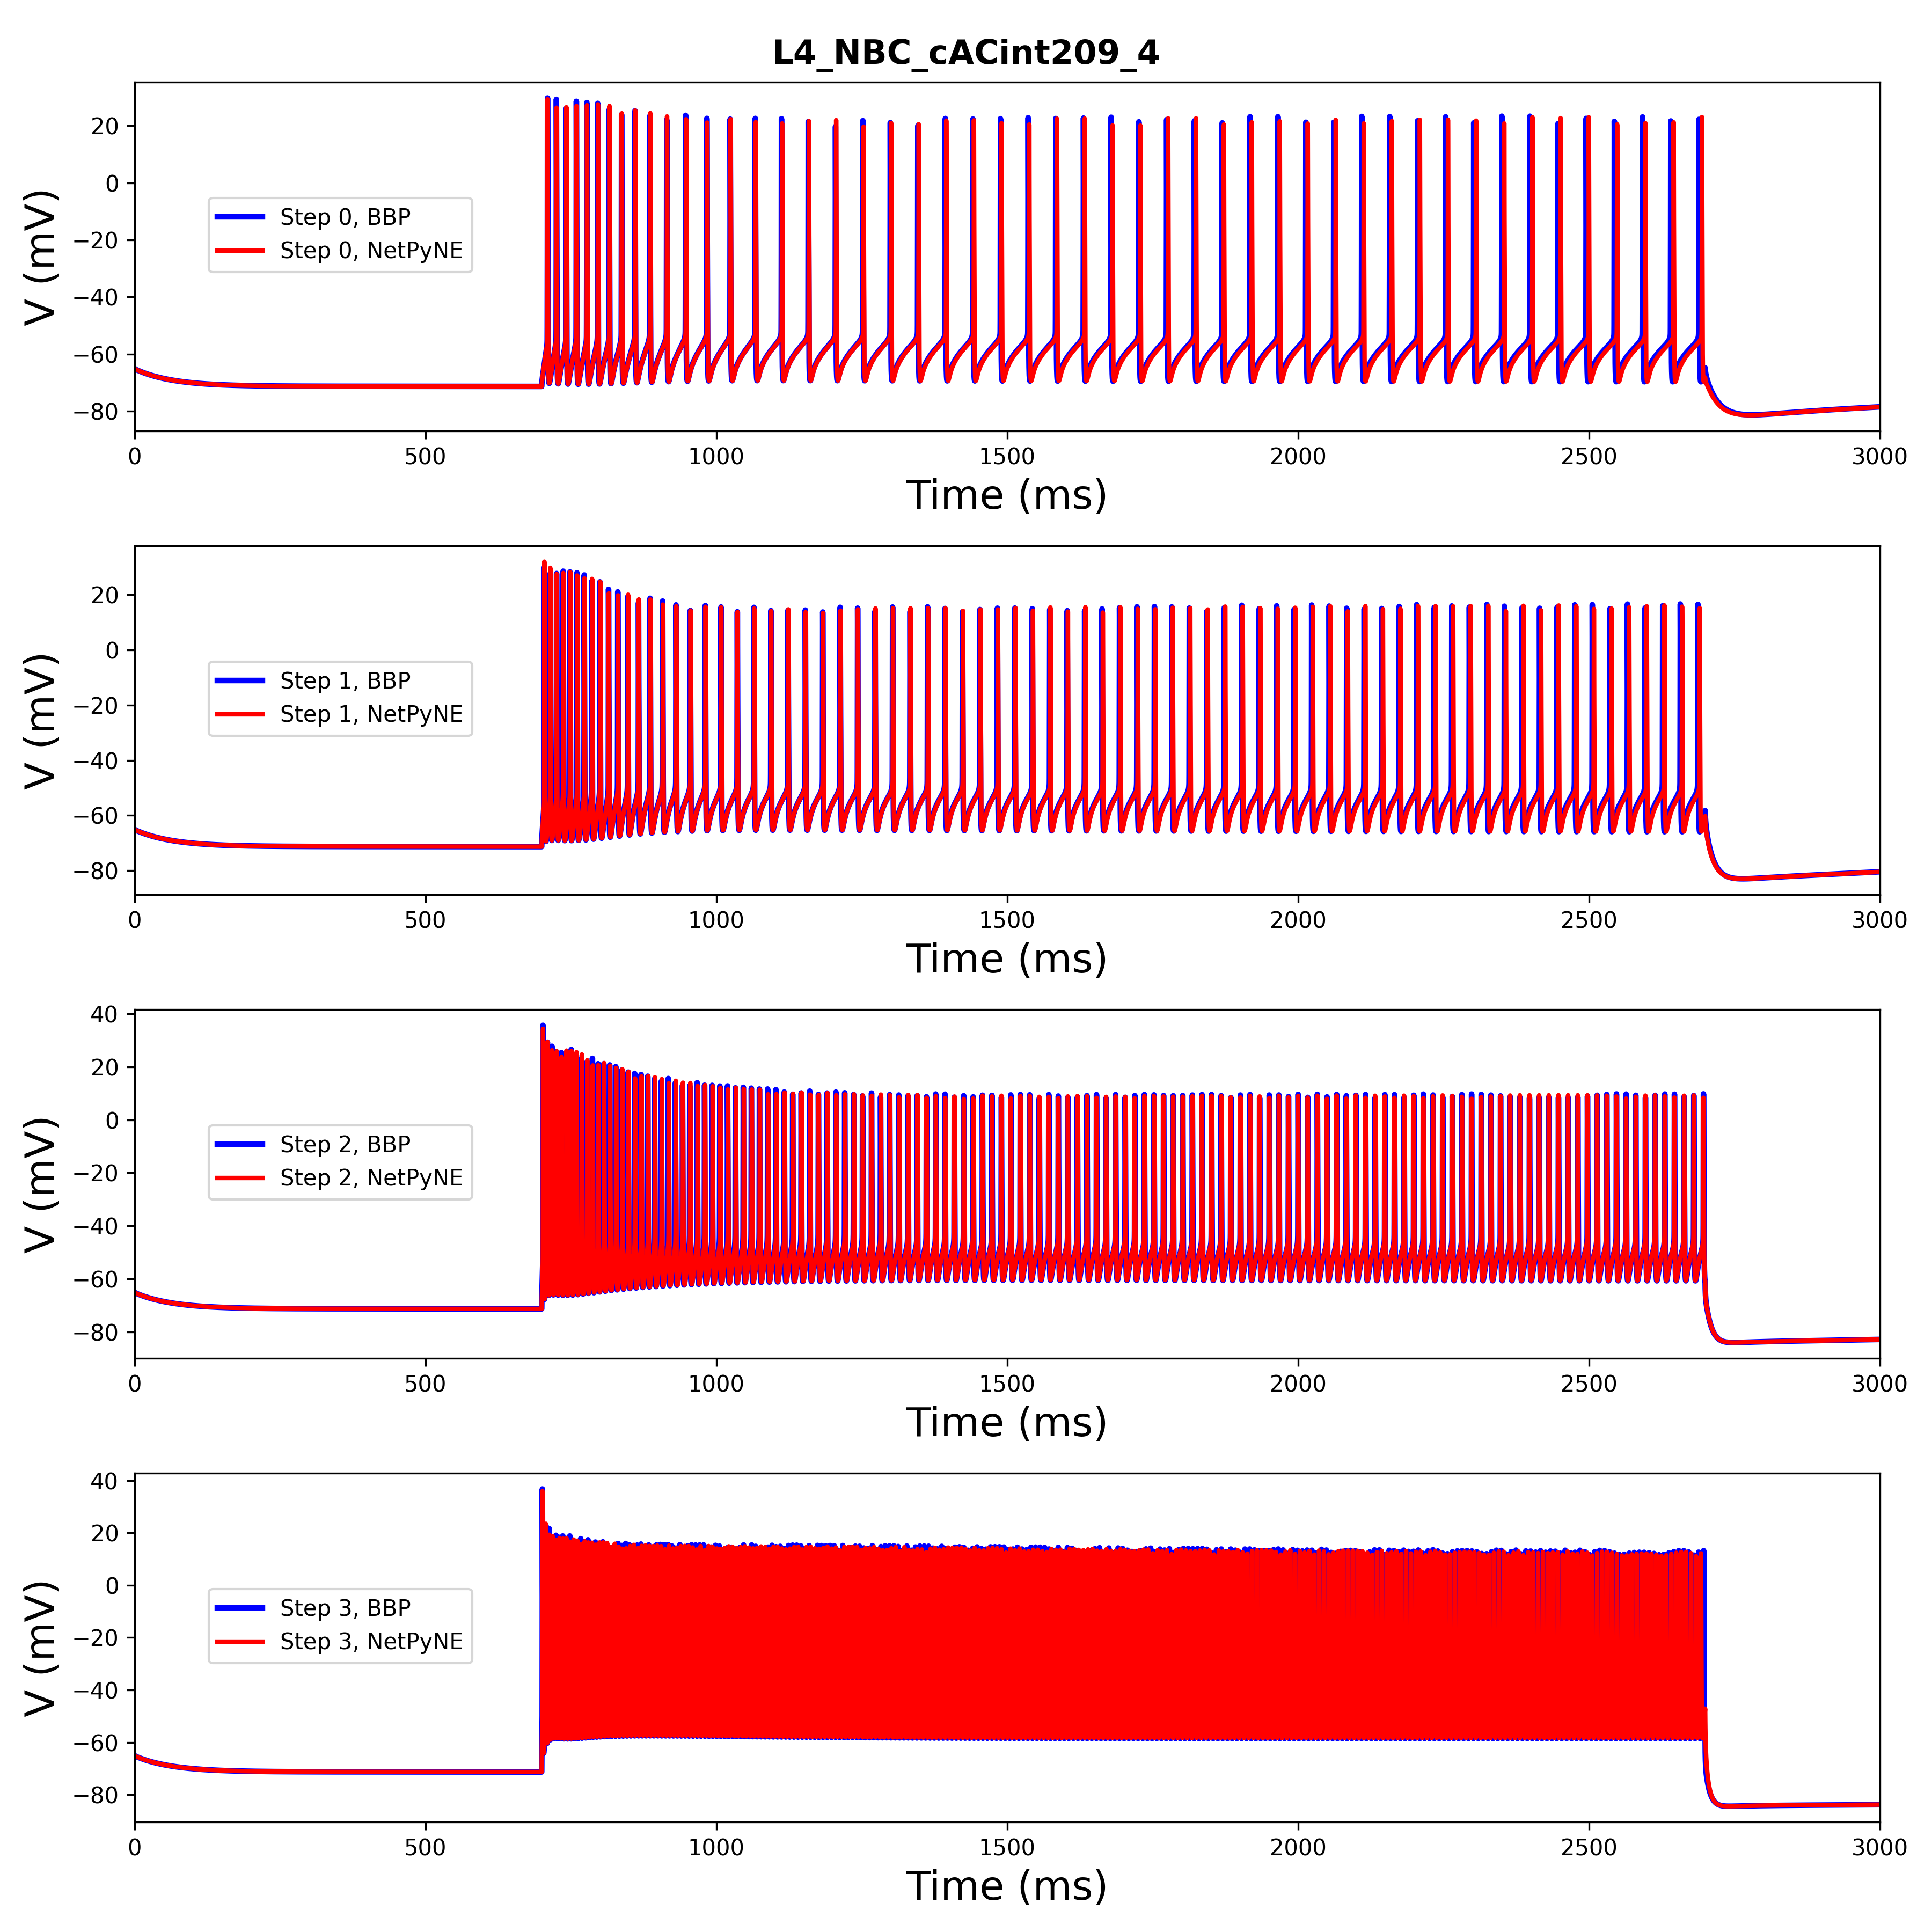 L4_NBC_cACint209_4
20
0
−20
−40
−60
−80
V (mV)
Step 0, BBP
Step 0, NetPyNE
0 500 1000 1500 2000 2500 3000
Time (ms)
20
0
−20
−40
−60
−80
V (mV)
Step 1, BBP
Step 1, NetPyNE
0 500 1000 1500 2000 2500 3000
Time (ms)
40
20
0
−20
−40
−60
−80
V (mV)
Step 2, BBP
Step 2, NetPyNE
0 500 1000 1500 2000 2500 3000
Time (ms)
40
20
0
−20
−40
−60
−80
V (mV)
Step 3, BBP
Step 3, NetPyNE
0 500 1000 1500 2000 2500 3000
Time (ms)